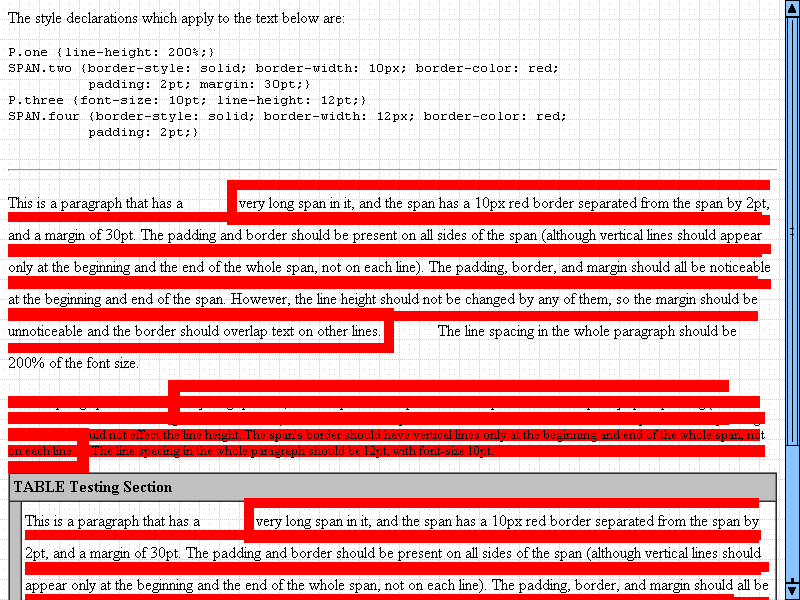 The style declarations which apply to the text below are:
P.one {line-height: 200%;}
SPAN.two {border-style: solid; border-width: 10px; border-color: red;
padding: 2pt; margin: 30pt;}
P.three {font-size: 10pt; line-height: 12pt;}
SPAN.four {border-style: solid; border-width: 12px; border-color: red;
padding: 2pt;}
This is a paragraph that has a very long span in it, and the span has a 10px red border separated from the span by 2pt,
and a margin of 30pt. The padding and border should be present on all sides of the span (although vertical lines should appear
only at the beginning and the end of the whole span, not on each line). The padding, border, and margin should all be noticeable
at the beginning and end of the span. However, the line height should not be changed by any of them, so the margin should be
unnoticeable and the border should overlap text on other lines. The line spacing in the whole paragraph should be
200% of the font size.
uld not effect the line height. The span's border should have vertical lines only at the beginning and end of the whole span, not
on each line. The line spacing in the whole paragraph should be 12pt, with font-size 10pt.
TABLE Testing Section
This is a paragraph that has a very long span in it, and the span has a 10px red border separated from the span by
2pt, and a margin of 30pt. The padding and border should be present on all sides of the span (although vertical lines should
appear only at the beginning and the end of the whole span, not on each line). The padding, border, and margin should all be